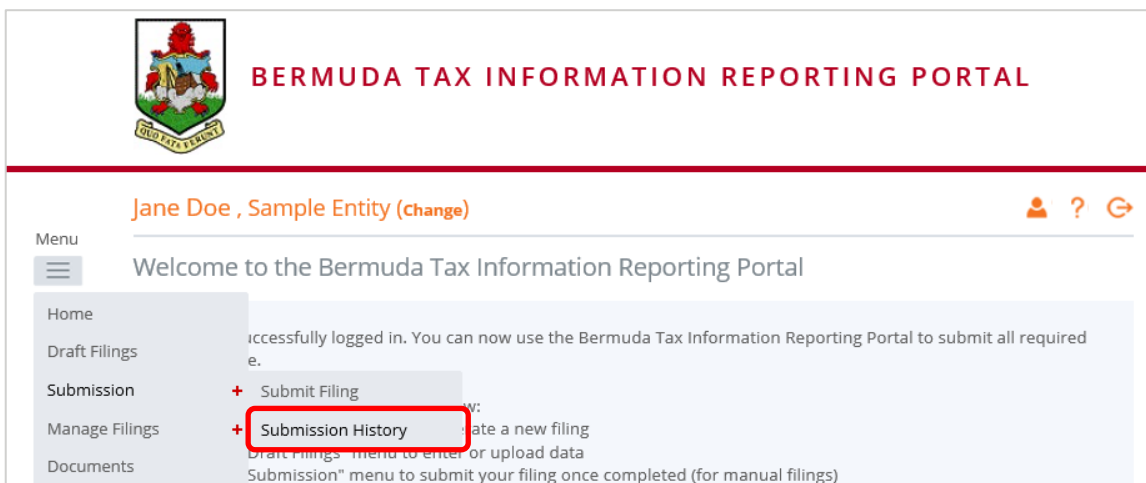 QUO FATA FERUNT
BERMUDA TAX INFORMATION REPORTING PORTAL
Jane Doe , Sample Entity (Change)
?
Menu
Welcome to the Bermuda Tax Information Reporting Portal
Home
uccessfully logged in. You can now use the Bermuda Tax Information Reporting Portal to submit all required
Draft Filings
e.
Submission +
Submit Filing
w:
Manage Filings +
Submission History
ate a new filing
Draft Filings" menu to enter or upload data
Documents
Submission" menu to submit your filing once completed (for manual filings)